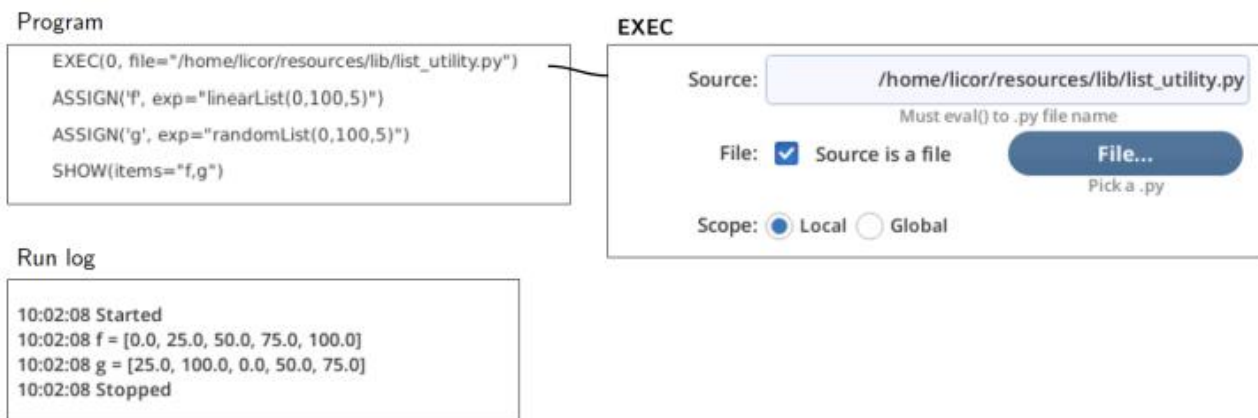 Program
EXEC(0, file="/home/licor/resources/lib/list_utility.py")
ASSIGN('f', exp="linearList(0,100,5)")
ASSIGN('g', exp="randomList(0,100,5)")
SHOW(items="f,g")
EXEC
Source: /home/licor/resources/lib/list_utility.py
Must eval() to .py file name
File: Source is a file File...
Pick a .py
Scope: Local Global
Run log
10:02:08 Started
10:02:08 f = [0.0, 25.0, 50.0, 75.0, 100.0]
10:02:08 g = [25.0, 100.0, 0.0, 50.0, 75.0]
10:02:08 Stopped